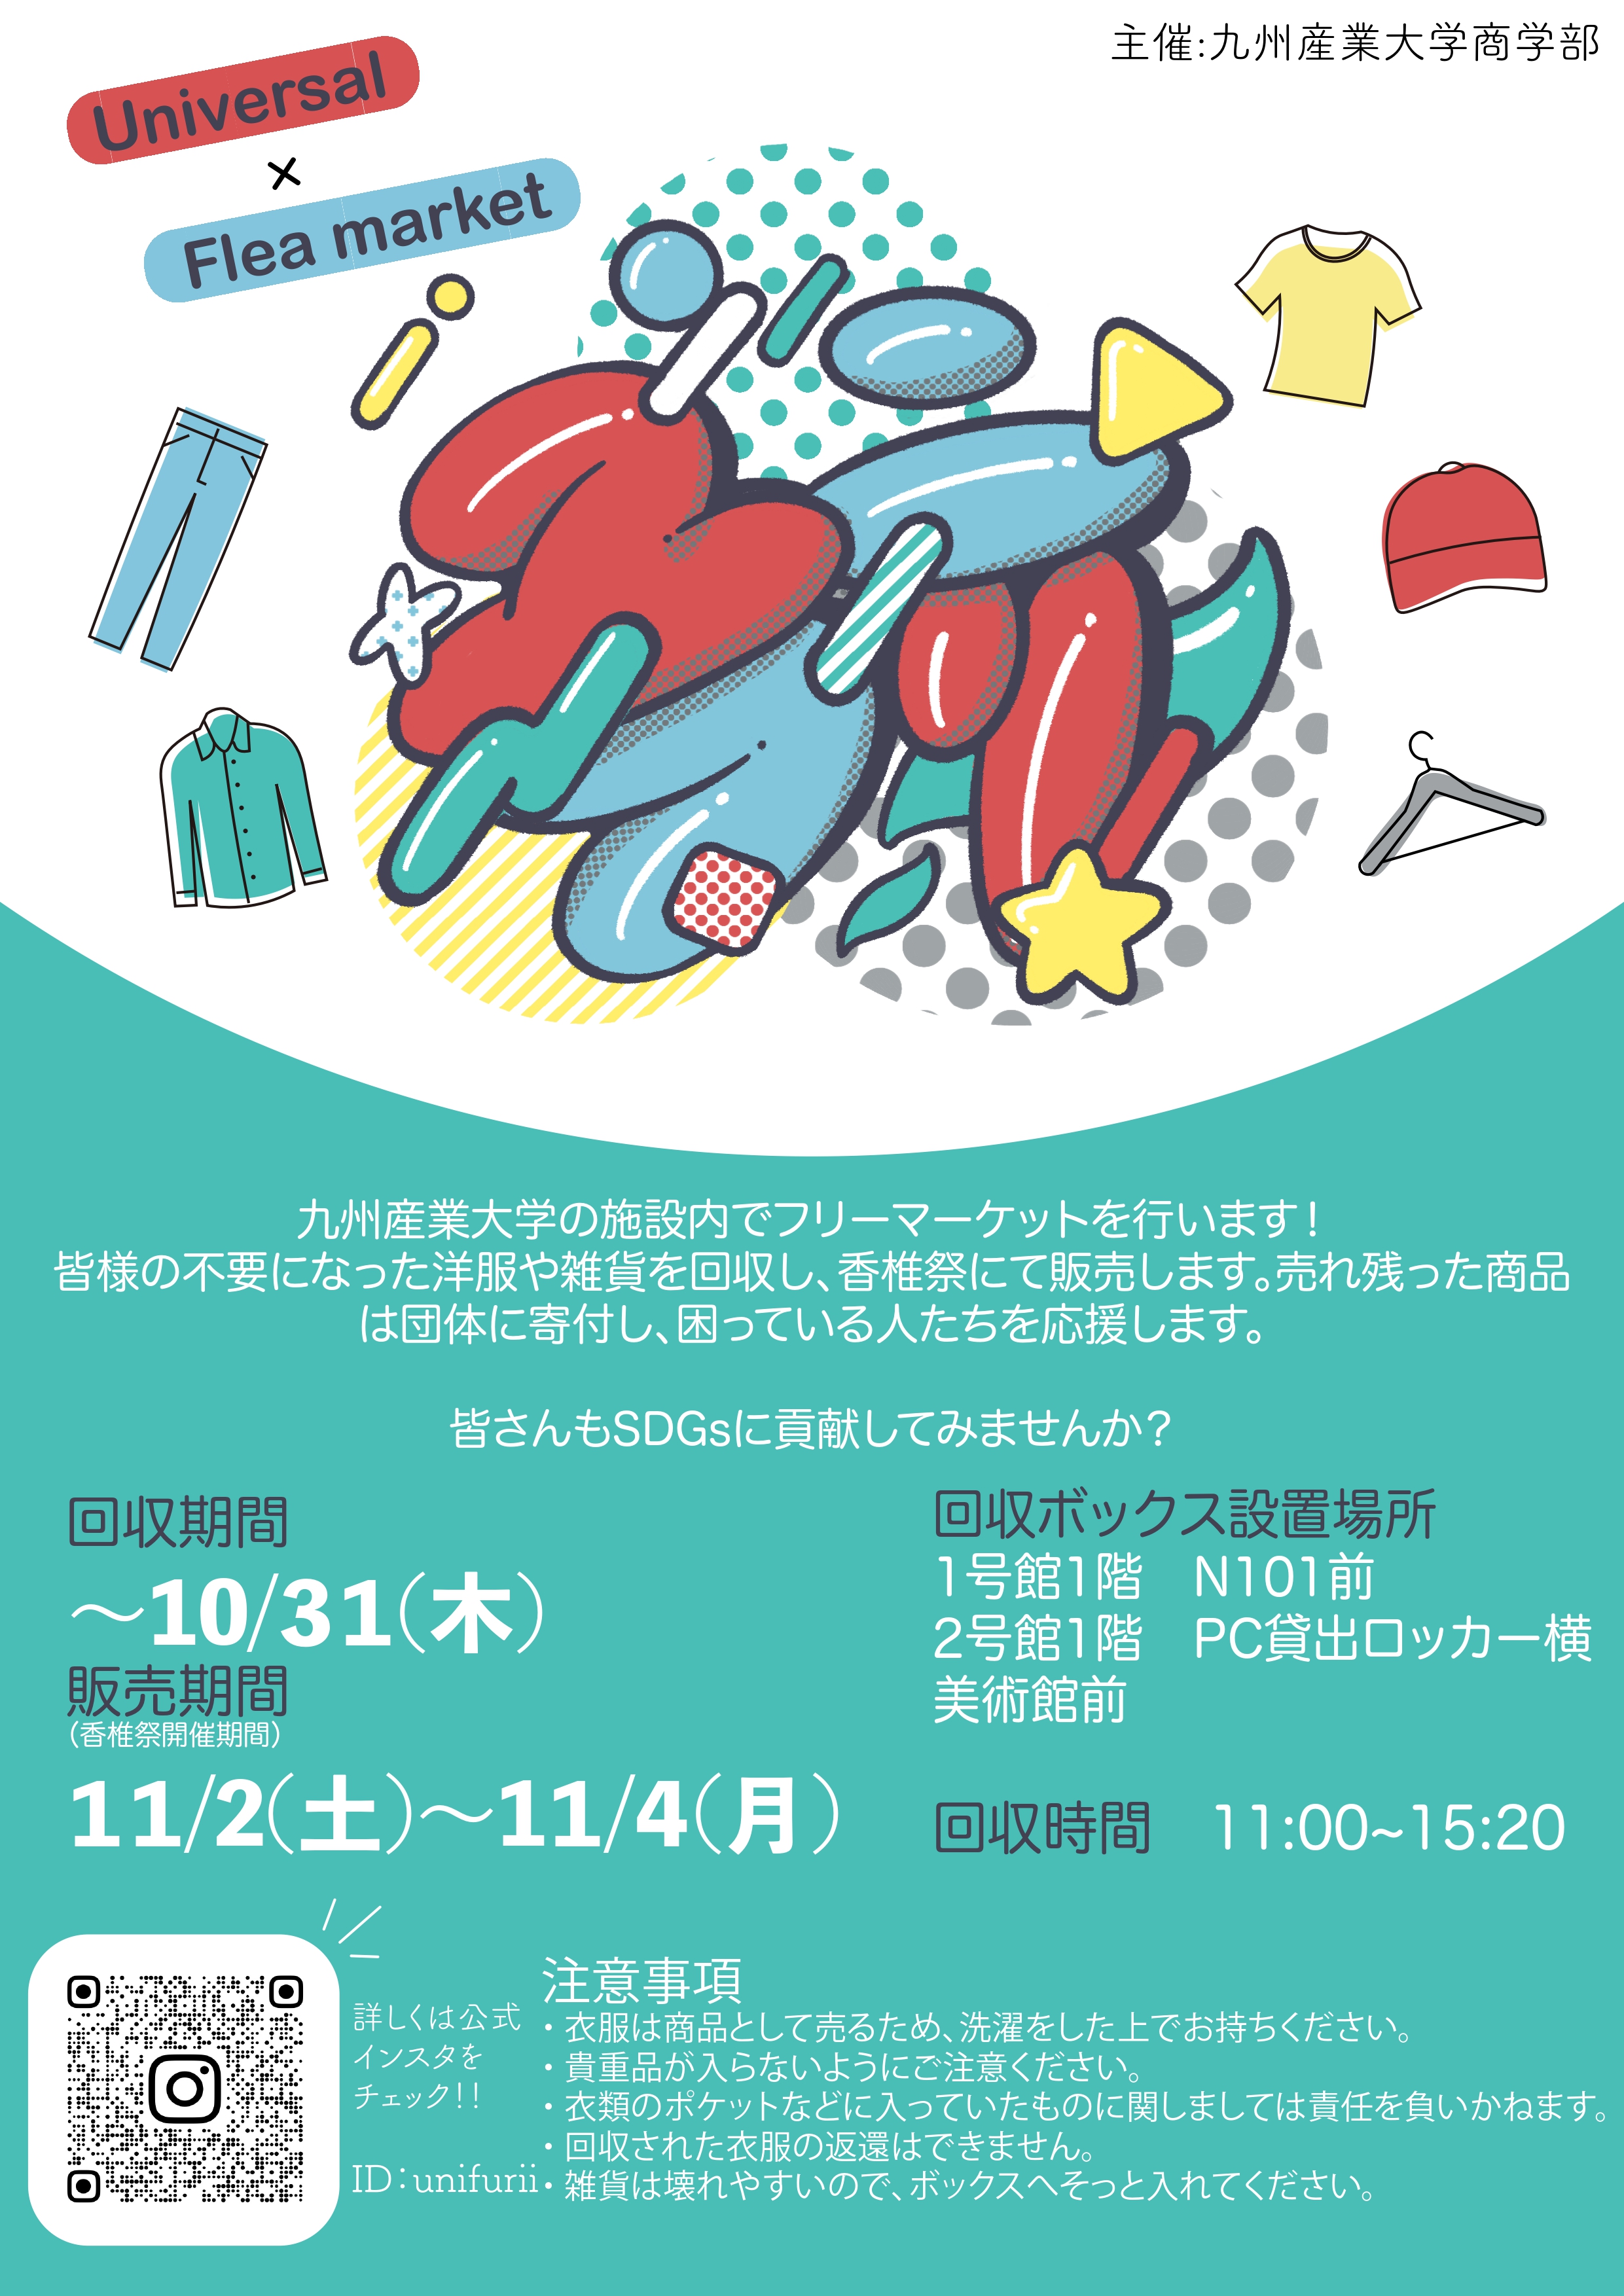 主催:九州産業大学商学部
Universal
×
Flea market
九州産業大学の施設内でフリーマーケットを行います！
皆様の不要になった洋服や雑貨を回収し、香椎祭にて販売します。売れ残った商品
は団体に寄付し、困っている人たちを応援します。
皆さんもSDGsに貢献してみませんか？
回収期間
～10/31(木)
販売期間
(香椎祭開催期間)
11/2(土)～11/4(月)
回収ボックス設置場所
1号館1階　N101前
2号館1階　PC貸出ロッカー横
美術館前
回収時間　11:00~15:20
詳しくは公式
インスタを
チェック！！
ID：unifurii
注意事項
・衣服は商品として売るため、洗濯をした上でお持ちください。
・貴重品が入らないようにご注意ください。
・衣類のポケットなどに入っていたものに関しましては責任を負いかねます。
・回収された衣服の返還はできません。
・雑貨は壊れやすいので、ボックスへそっと入れてください。